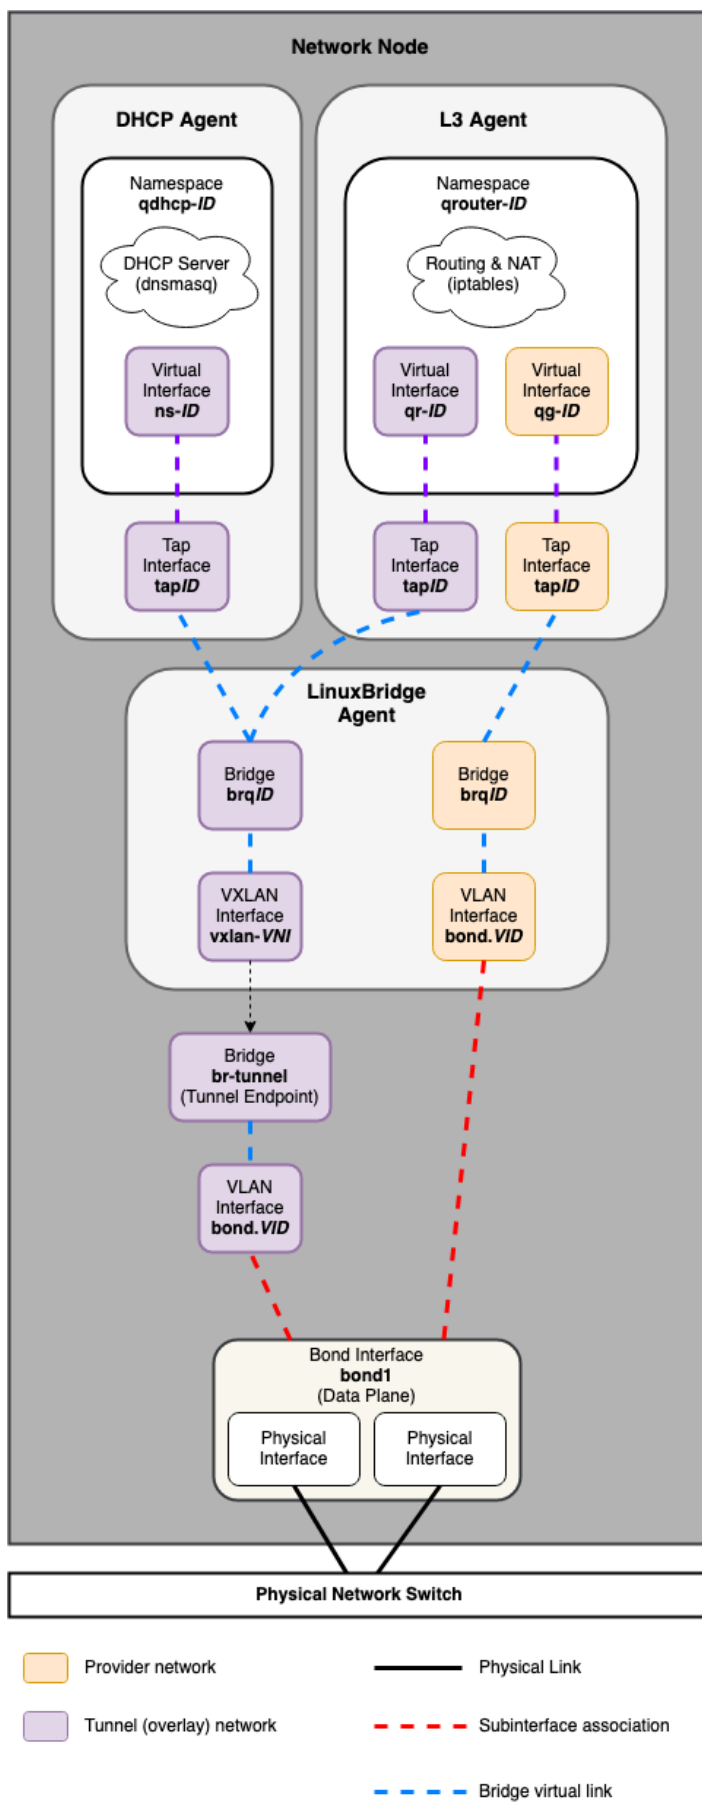 Network Node
DHCP Agent
Namespace
qdhcp-ID
DHCP Server
(dnsmasq)
Virtual
Interface
ns-ID
Tap
Interface
tapID
L3 Agent
Namespace
qrouter-ID
Routing & NAT
(iptables)
Virtual
Interface
qr-ID
Virtual
Interface
qg-ID
Tap
Interface
tapID
Tap
Interface
tapID
LinuxBridge
Agent
Bridge
brqID
Bridge
brqID
VXLAN
Interface
vxlan-VNI
VLAN
Interface
bond.VID
Bridge
br-tunnel
(Tunnel Endpoint)
VLAN
Interface
bond.VID
Bond Interface
bond1
(Data Plane)
Physical
Interface
Physical
Interface
Physical Network Switch
Provider network
Physical Link
Tunnel (overlay) network
Subinterface association
Bridge virtual link